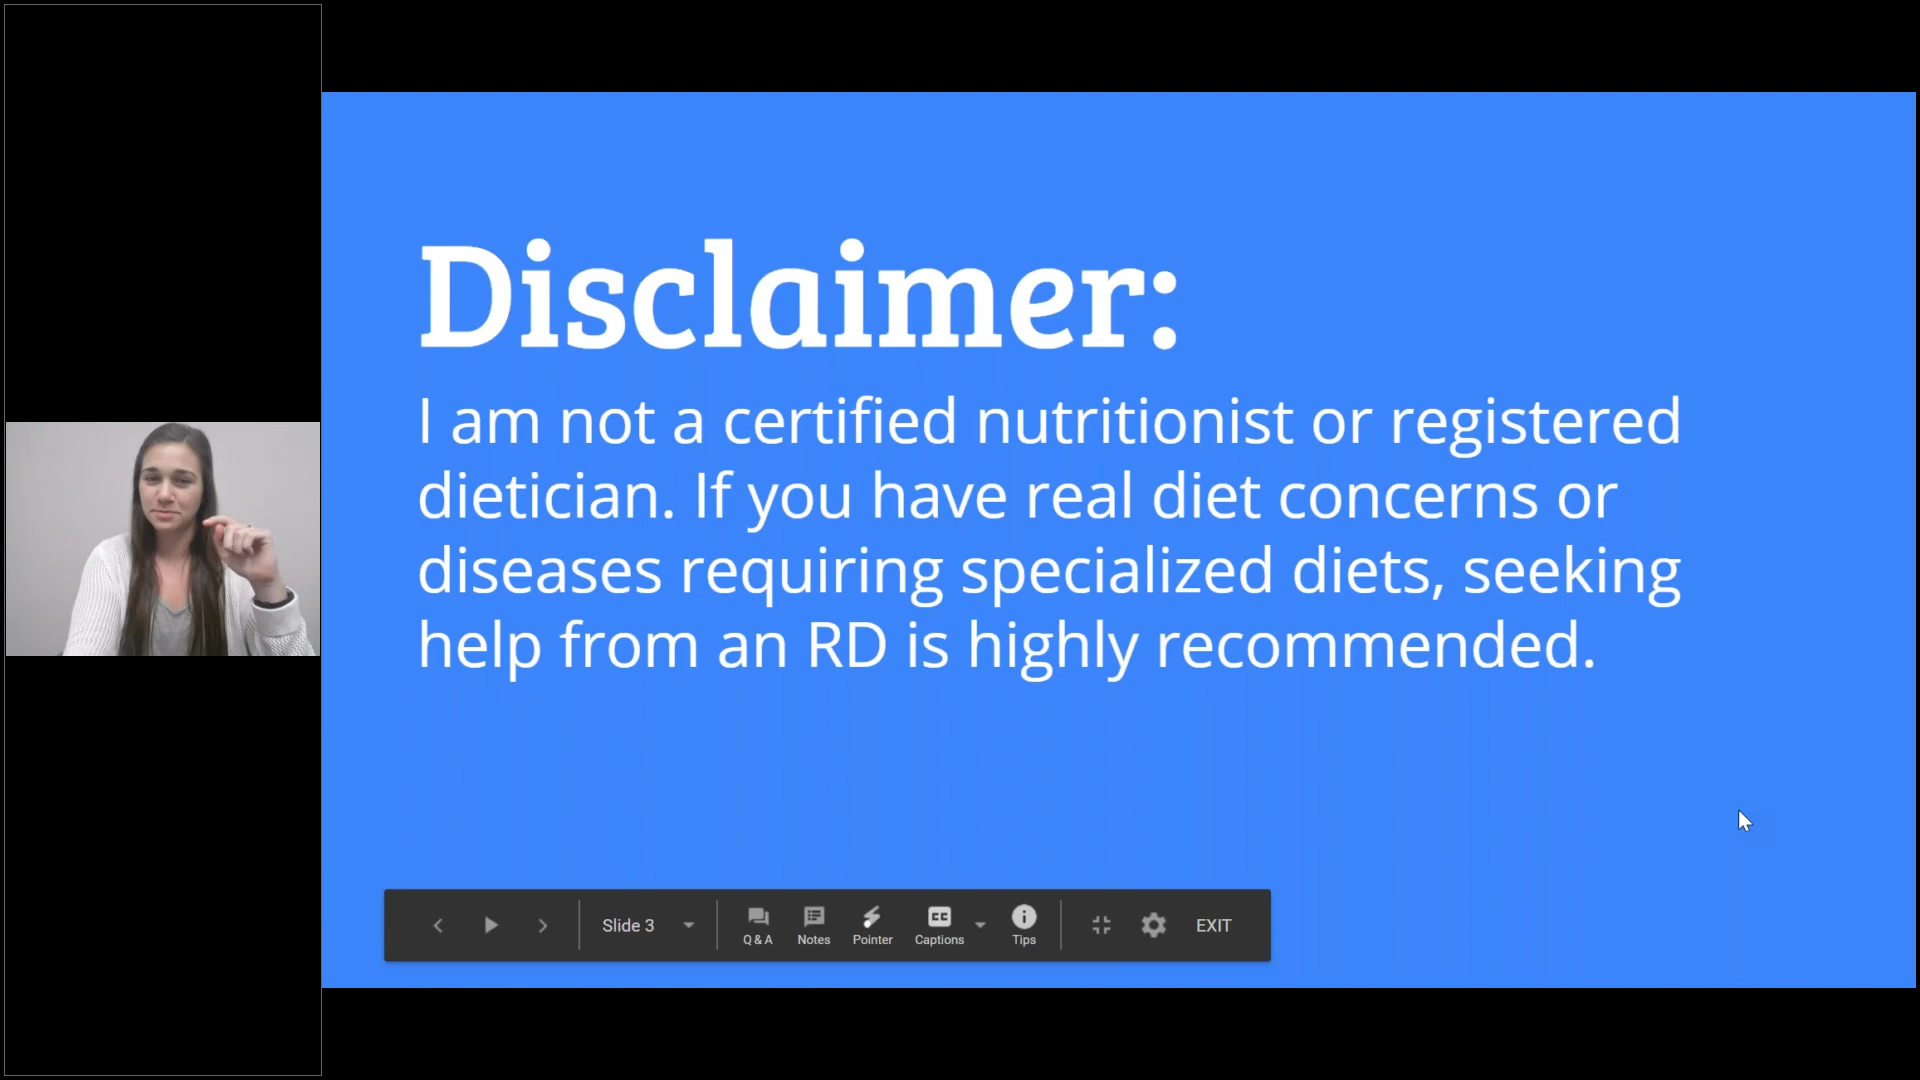 Disclaimer:
I am not a certified nutritionist or registered
dietician. If you have real diet concerns or
diseases requiring specialized diets, seeking
help from an RD is highly recommended.
Slide 3
Q & A
Notes
Pointer
CC
Captions
Tips
EXIT